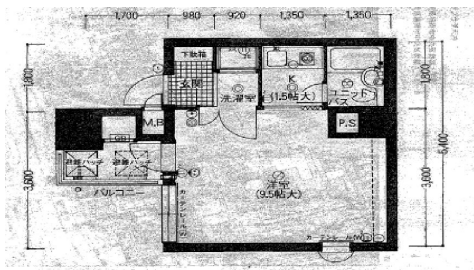 1,700 980 920 1,350 1,350
下駄箱
玄関
洗濯室
K
(1.5帖大)
ユニット
バス
1,800
1,800
M.B
P.S
5,400
避難ハッチ 避難ハッチ
洋室
(9.5帖大)
3,600
3,600
バルコニー
カーテンレール(W)